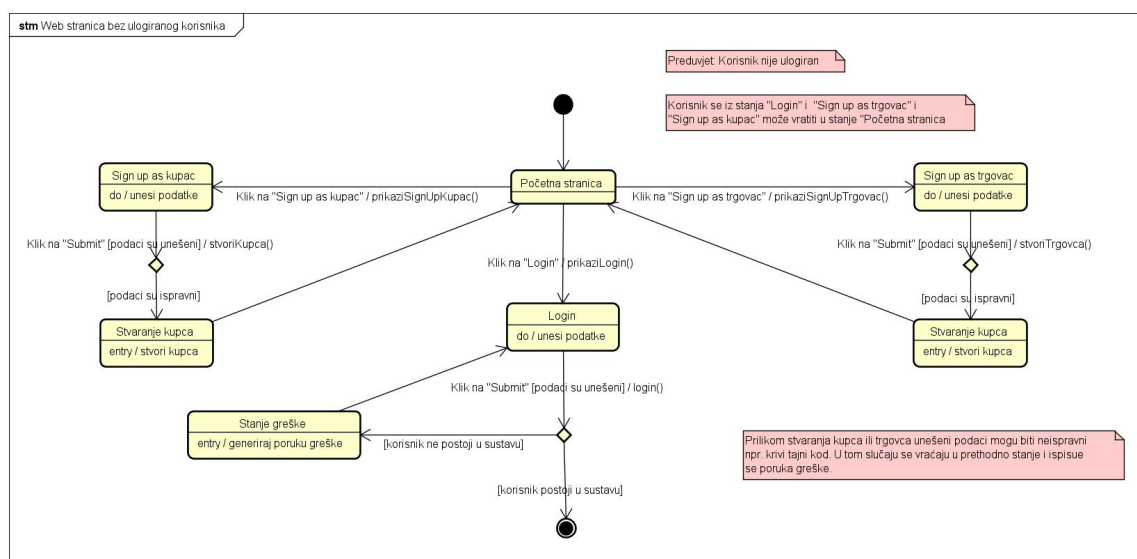 stm Web stranica bez ulogiranog korisnika
Preduvjet: Korisnik nije ulogiran
Korisnik se iz stanja "Login" i "Sign up as trgovac" i
"Sign up as kupac" može vratiti u stanje "Početna stranica
Sign up as kupac
do / unesi podatke
Klik na "Sign up as kupac" / prikaziSignUpKupac()
Početna stranica
Klik na "Sign up as trgovac" / prikaziSignUpTrgovac()
Sign up as trgovac
do / unesi podatke
Klik na "Submit" [podaci su unešeni] / stvoriKupca()
Klik na "Login" / prikaziLogin()
Klik na "Submit" [podaci su unešeni] / stvoriTrgovca()
[podaci su ispravni]
[podaci su ispravni]
Stvaranje kupca
entry / stvori kupca
Login
do / unesi podatke
Stvaranje kupca
entry / stvori kupca
Klik na "Submit" [podaci su unešeni] / login()
Stanje greške
entry / generiraj poruku greške
[korisnik ne postoji u sustavu]
[korisnik postoji u sustavu]
Prilikom stvaranja kupca ili trgovca unešeni podaci mogu biti neispravni
npr. krivi tajni kod. U tom slučaju se vraćaju u prethodno stanje i ispisue
se poruka greške.